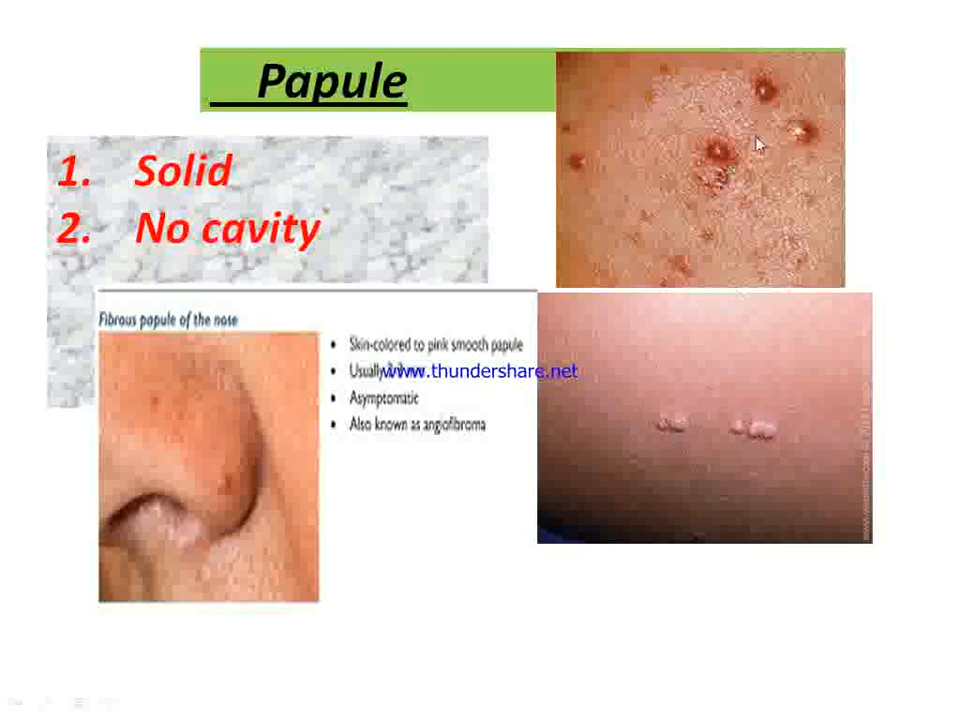 Papule
1. Solid
2. No cavity
Fibrous papule of the nose
• Skin-colored to pink smooth papule
• Usually
www.thundershare.net
• Asymptomatic
• Also known as angiofibroma